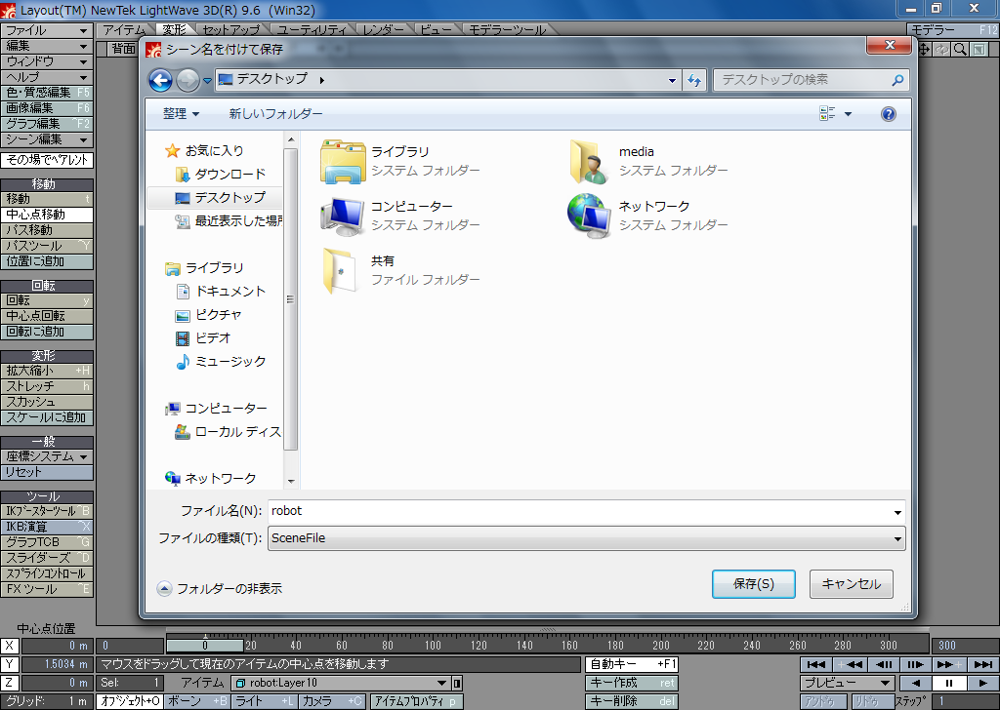 Layout(TM) NewTek LightWave 3D(R) 9.6 (Win32)
ファイル アイテム 変形 セットアップ ユーティリティ レンダー ビュー モデラーツール モデラー F12
編集 背面
ウィンドウ
ヘルプ
色・質感編集 F5
画像編集 F6
グラフ編集 ^F2
シーン編集
その場でペアレント
移動
移動 t
中心点移動
パス移動
パスツール ^Y
位置に追加
回転
回転 y
中心点回転
回転に追加
変形
拡大縮小 +H
ストレッチ h
スカッシュ
スケールに追加
一般
座標システム
リセット
ツール
IKブースターツール ^B
IKB演算 ^X
グラフTCB ^G
スライダーズ ^D
スプラインコントロール
FX ツール ^E
シーン名を付けて保存
デスクトップ
デスクトップの検索
整理 新しいフォルダー
お気に入り
ダウンロード
デスクトップ
最近表示した場所
ライブラリ
ドキュメント
ピクチャ
ビデオ
ミュージック
コンピューター
ローカル ディス
ネットワーク
ライブラリ
システム フォルダー
media
システム フォルダー
コンピューター
システム フォルダー
ネットワーク
システム フォルダー
共有
ファイル フォルダー
ファイル名(N): robot
ファイルの種類(T): SceneFile
フォルダーの非表示 保存(S) キャンセル
中心点位置
X 0 m 0 0 20 40 60 80 100 120 140 160 180 200 220 240 260 280 300 300
Y 1.5034 m マウスをドラッグして現在のアイテムの中心点を移動します 自動キー +F1
Z 0 m Sel: 1 アイテム robot:Layer10 キー作成 ret プレビュー
グリッド: 1 m オブジェクト+O ボーン +B ライト +L カメラ +C アイテムプロパティ p キー削除 del アンドゥ リドゥ ステップ 1